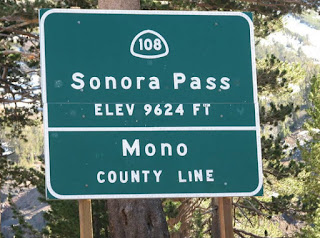 108
Sonora Pass
ELEV 9624 FT
Mono
COUNTY LINE